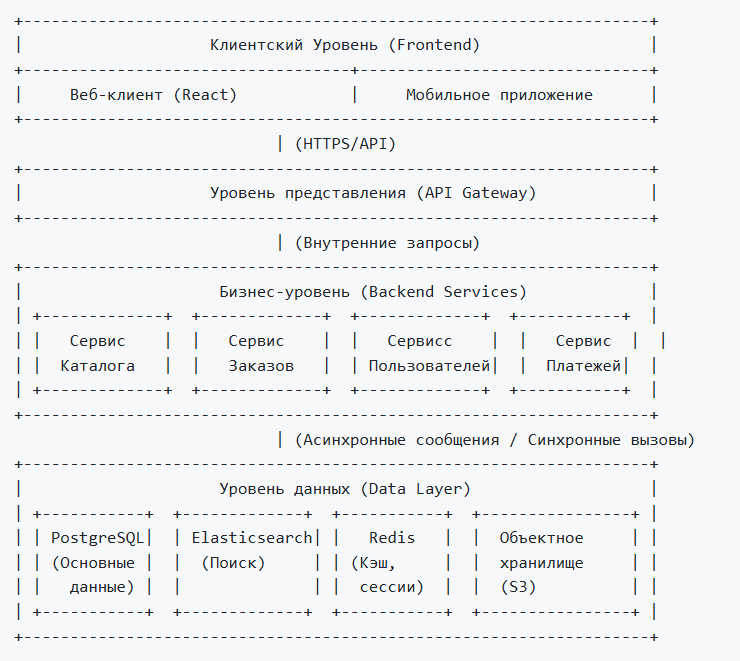 Клиентский Уровень (Frontend)
Веб-клиент (React) | Мобильное приложение
| (HTTPS/API)
Уровень представления (API Gateway)
| (Внутренние запросы)
Бизнес-уровень (Backend Services)
| Сервис | | Сервис | | Сервисс | | Сервис |
| Каталога | | Заказов | | Пользователей| | Платежей|
| (Асинхронные сообщения / Синхронные вызовы)
Уровень данных (Data Layer)
| PostgreSQL| | Elasticsearch| | Redis | | Объектное |
| (Основные | | (Поиск) | | (Кэш, | | хранилище |
| данные) | | | | сессии) | | (S3) |